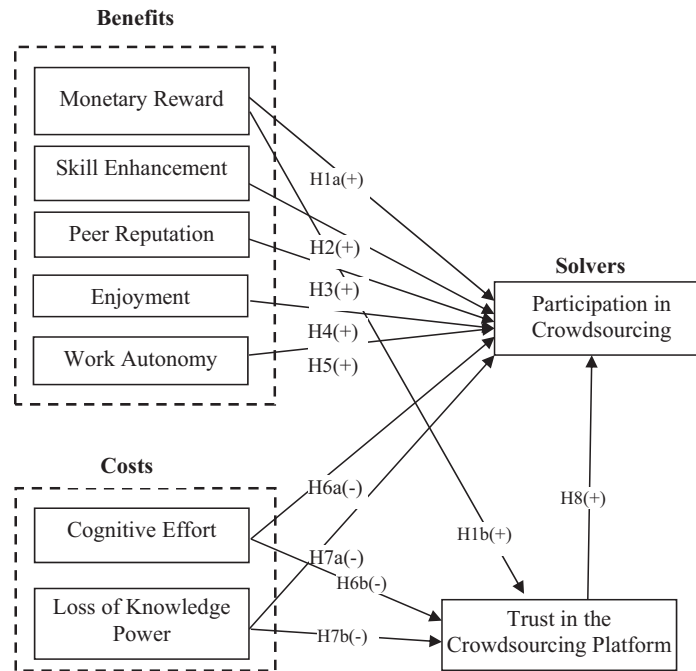 Benefits
Monetary Reward
Skill Enhancement
Peer Reputation
Enjoyment
Work Autonomy
H1a(+)
H2(+)
H3(+)
H4(+)
H5(+)
Solvers
Participation in
Crowdsourcing
Costs
Cognitive Effort
Loss of Knowledge
Power
H6a(-)
H7a(-)
H6b(-)
H7b(-)
H1b(+)
H8(+)
Trust in the
Crowdsourcing Platform